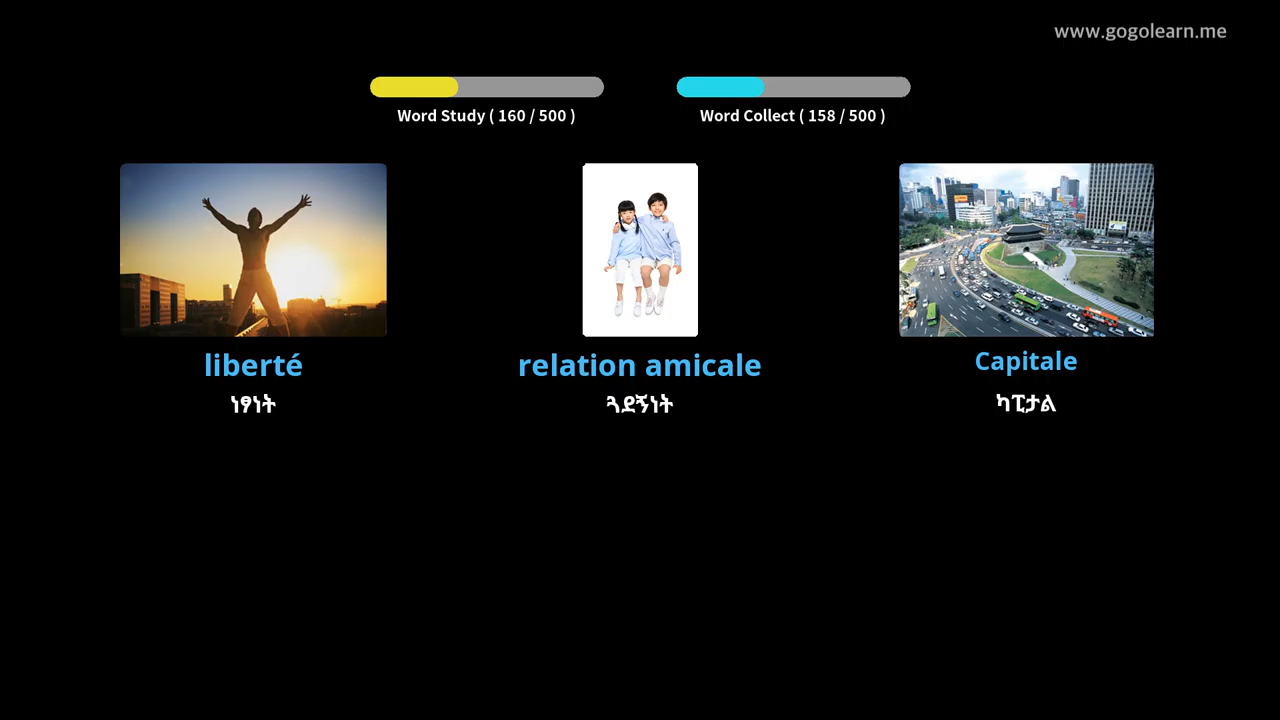 www.gogolearn.me
Word Study ( 160 / 500 )
Word Collect ( 158 / 500 )
liberté
ነፃነት
relation amicale
ጓደኝነት
Capitale
ካፒታል